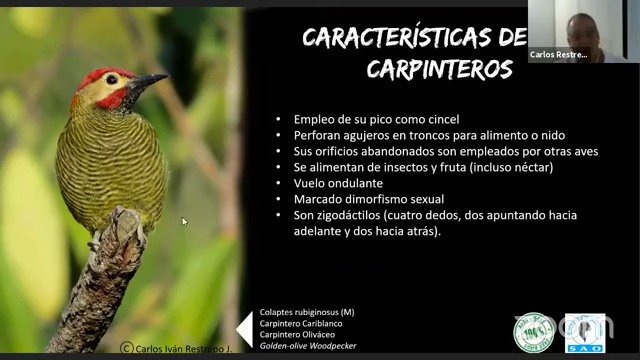 CARACTERÍSTICAS DE
CARPINTEROS
Carlos Restre...
• Empleo de su pico como cincel
• Perforan agujeros en troncos para alimento o nido
• Sus orificios abandonados son empleados por otras aves
• Se alimentan de insectos y fruta (incluso néctar)
• Vuelo ondulante
• Marcado dimorfismo sexual
• Son zigodáctilos (cuatro dedos, dos apuntando hacia
adelante y dos hacia atrás).
Colaptes rubiginosus (M)
Carpintero Cariblanco
Carpintero Oliváceo
Golden-olive Woodpecker
© Carlos Iván Restrepo J.
zoom
SAO